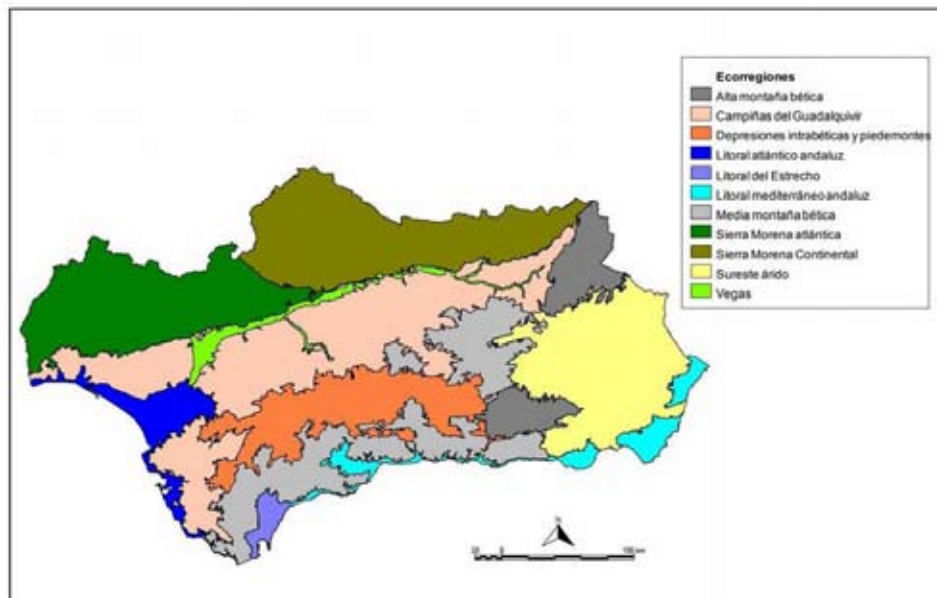 Ecorregiones
Alta montaña bética
Campiñas del Guadalquivir
Depresiones intrabéticas y piedemontes
Litoral atlántico andaluz
Litoral del Estrecho
Litoral mediterráneo andaluz
Media montaña bética
Sierra Morena atlántica
Sierra Morena Continental
Sureste árido
Vegas